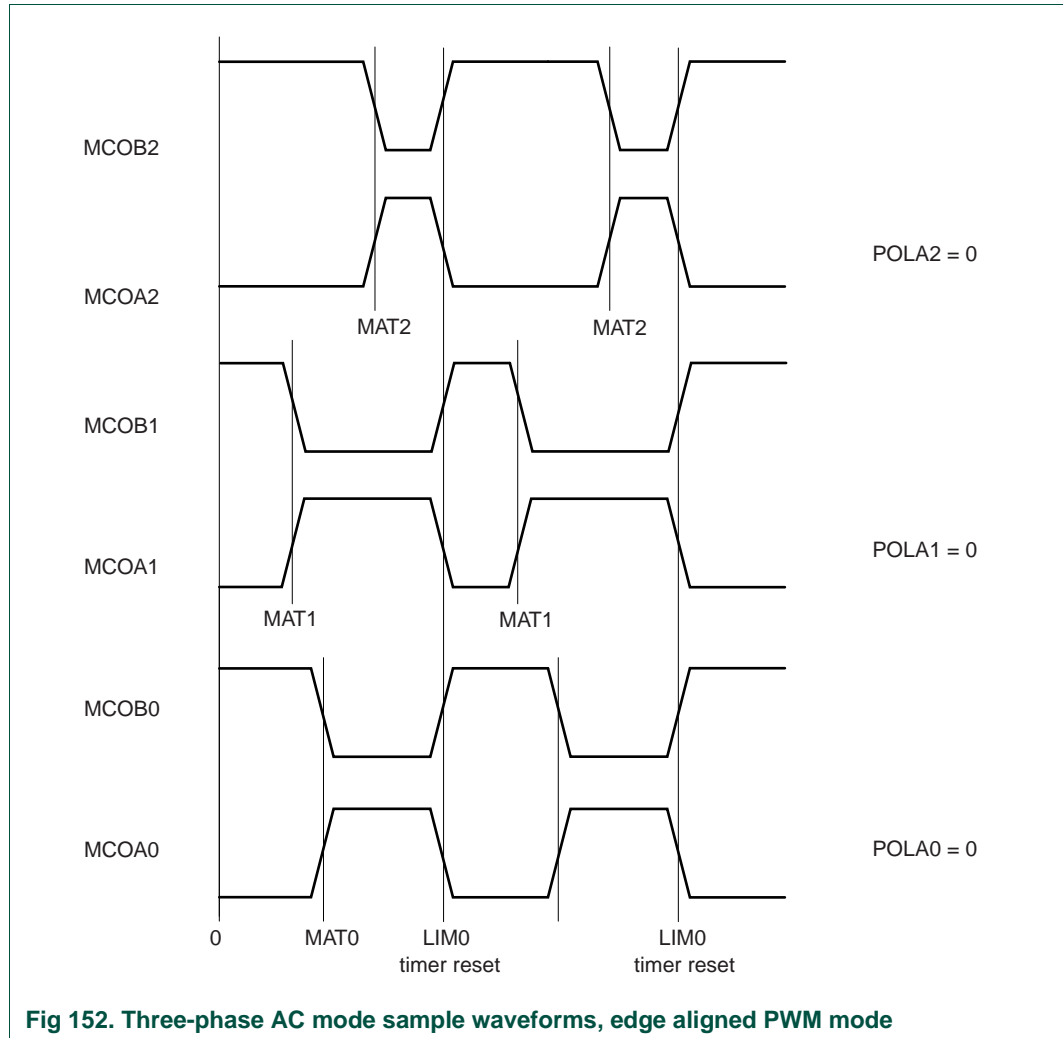 MCOB2
POLA2 = 0
MCOA2
MAT2 MAT2
MCOB1
MCOA1
POLA1 = 0
MAT1 MAT1
MCOB0
MCOA0
POLA0 = 0
0 MAT0 LIM0 LIM0
timer reset timer reset
Fig 152. Three-phase AC mode sample waveforms, edge aligned PWM mode